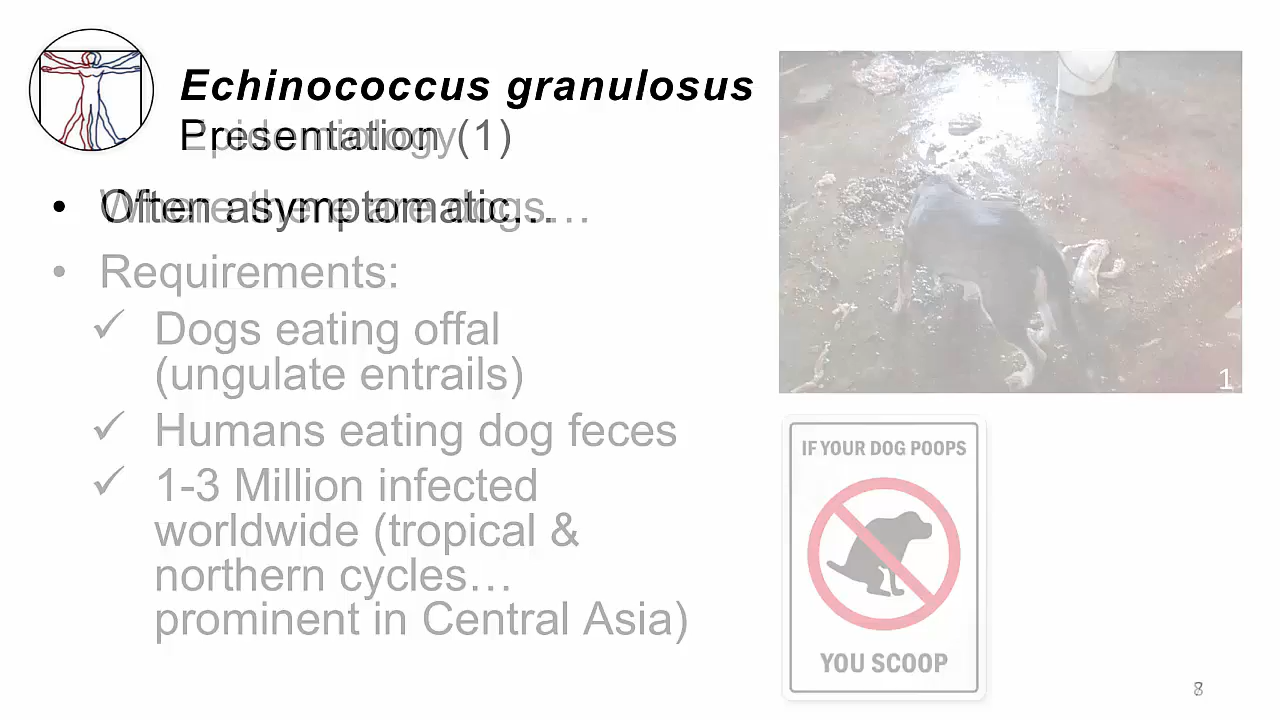 Echinococcus granulosus
Presentation (1)
• Often asymptomatic…
• Requirements:
✓ Dogs eating offal
(ungulate entrails)
✓ Humans eating dog feces
✓ 1-3 Million infected
worldwide (tropical &
northern cycles…
prominent in Central Asia)
1
IF YOUR DOG POOPS
YOU SCOOP
8